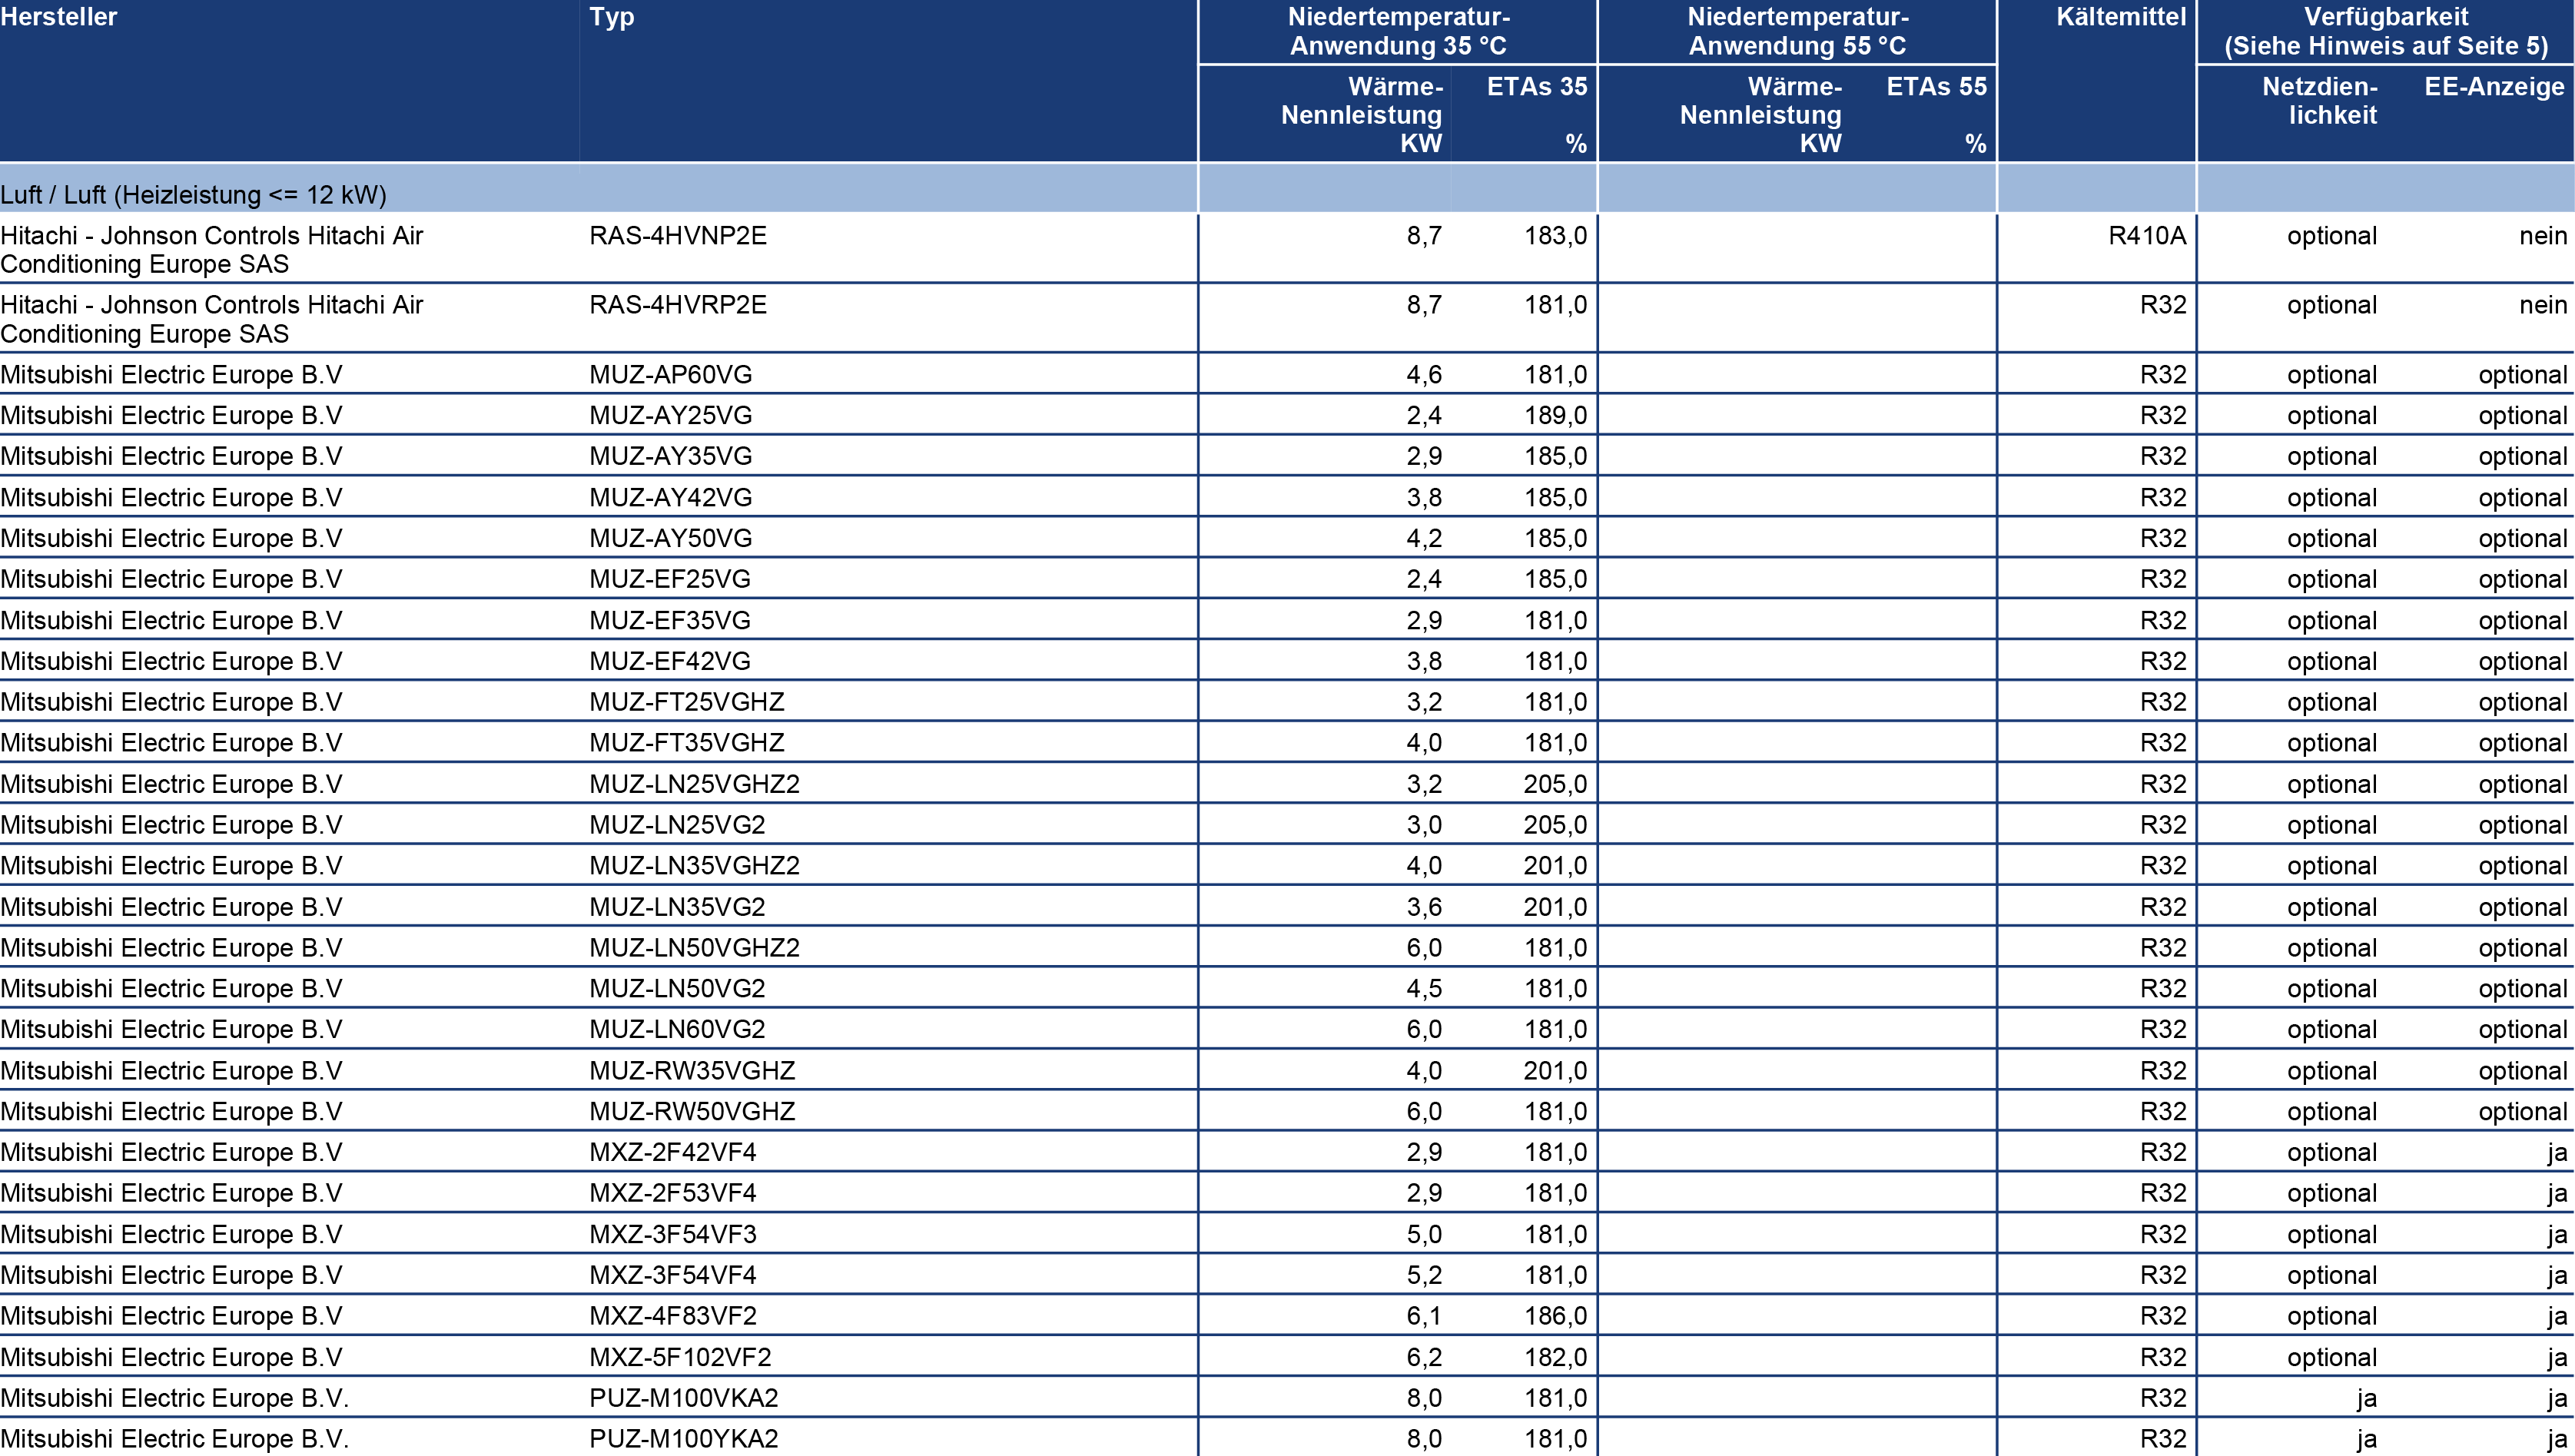 Hersteller Typ Niedertemperatur- Niedertemperatur- Kältemittel Verfügbarkeit
Anwendung 35 °C Anwendung 55 °C (Siehe Hinweis auf Seite 5)
Wärme- ETAs 35 Wärme- ETAs 55 Netzdien- EE-Anzeige
Nennleistung Nennleistung lichkeit
KW % KW %
Luft / Luft (Heizleistung <= 12 kW)
Hitachi - Johnson Controls Hitachi Air RAS-4HVNP2E 8,7 183,0 R410A optional nein
Conditioning Europe SAS
Hitachi - Johnson Controls Hitachi Air RAS-4HVRP2E 8,7 181,0 R32 optional nein
Conditioning Europe SAS
Mitsubishi Electric Europe B.V MUZ-AP60VG 4,6 181,0 R32 optional optional
Mitsubishi Electric Europe B.V MUZ-AY25VG 2,4 189,0 R32 optional optional
Mitsubishi Electric Europe B.V MUZ-AY35VG 2,9 185,0 R32 optional optional
Mitsubishi Electric Europe B.V MUZ-AY42VG 3,8 185,0 R32 optional optional
Mitsubishi Electric Europe B.V MUZ-AY50VG 4,2 185,0 R32 optional optional
Mitsubishi Electric Europe B.V MUZ-EF25VG 2,4 185,0 R32 optional optional
Mitsubishi Electric Europe B.V MUZ-EF35VG 2,9 181,0 R32 optional optional
Mitsubishi Electric Europe B.V MUZ-EF42VG 3,8 181,0 R32 optional optional
Mitsubishi Electric Europe B.V MUZ-FT25VGHZ 3,2 181,0 R32 optional optional
Mitsubishi Electric Europe B.V MUZ-FT35VGHZ 4,0 181,0 R32 optional optional
Mitsubishi Electric Europe B.V MUZ-LN25VGHZ2 3,2 205,0 R32 optional optional
Mitsubishi Electric Europe B.V MUZ-LN25VG2 3,0 205,0 R32 optional optional
Mitsubishi Electric Europe B.V MUZ-LN35VGHZ2 4,0 201,0 R32 optional optional
Mitsubishi Electric Europe B.V MUZ-LN35VG2 3,6 201,0 R32 optional optional
Mitsubishi Electric Europe B.V MUZ-LN50VGHZ2 6,0 181,0 R32 optional optional
Mitsubishi Electric Europe B.V MUZ-LN50VG2 4,5 181,0 R32 optional optional
Mitsubishi Electric Europe B.V MUZ-LN60VG2 6,0 181,0 R32 optional optional
Mitsubishi Electric Europe B.V MUZ-RW35VGHZ 4,0 201,0 R32 optional optional
Mitsubishi Electric Europe B.V MUZ-RW50VGHZ 6,0 181,0 R32 optional optional
Mitsubishi Electric Europe B.V MXZ-2F42VF4 2,9 181,0 R32 optional ja
Mitsubishi Electric Europe B.V MXZ-2F53VF4 2,9 181,0 R32 optional ja
Mitsubishi Electric Europe B.V MXZ-3F54VF3 5,0 181,0 R32 optional ja
Mitsubishi Electric Europe B.V MXZ-3F54VF4 5,2 181,0 R32 optional ja
Mitsubishi Electric Europe B.V MXZ-4F83VF2 6,1 186,0 R32 optional ja
Mitsubishi Electric Europe B.V MXZ-5F102VF2 6,2 182,0 R32 optional ja
Mitsubishi Electric Europe B.V. PUZ-M100VKA2 8,0 181,0 R32 ja ja
Mitsubishi Electric Europe B.V. PUZ-M100YKA2 8,0 181,0 R32 ja ja